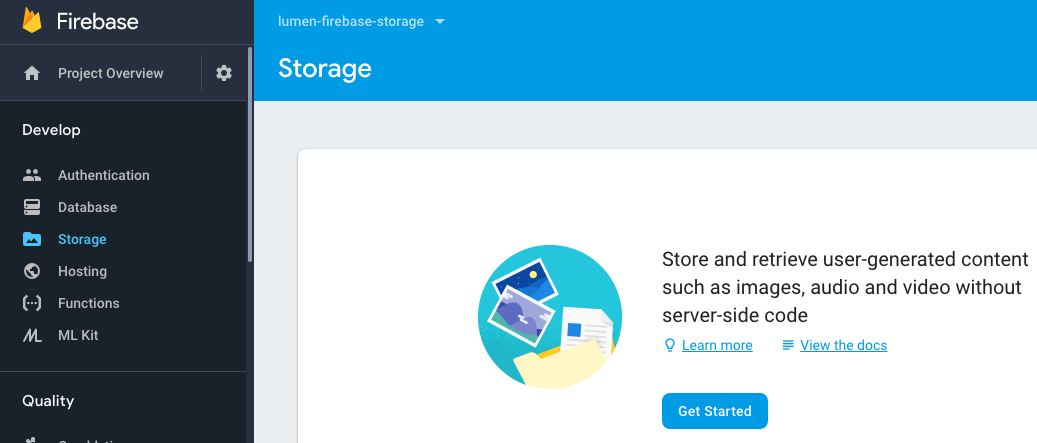 Firebase
lumen-firebase-storage
Project Overview
Storage
Develop
Authentication
Database
Storage
Hosting
Functions
ML Kit
Quality
Store and retrieve user-generated content
such as images, audio and video without
server-side code
Learn more
View the docs
Get Started